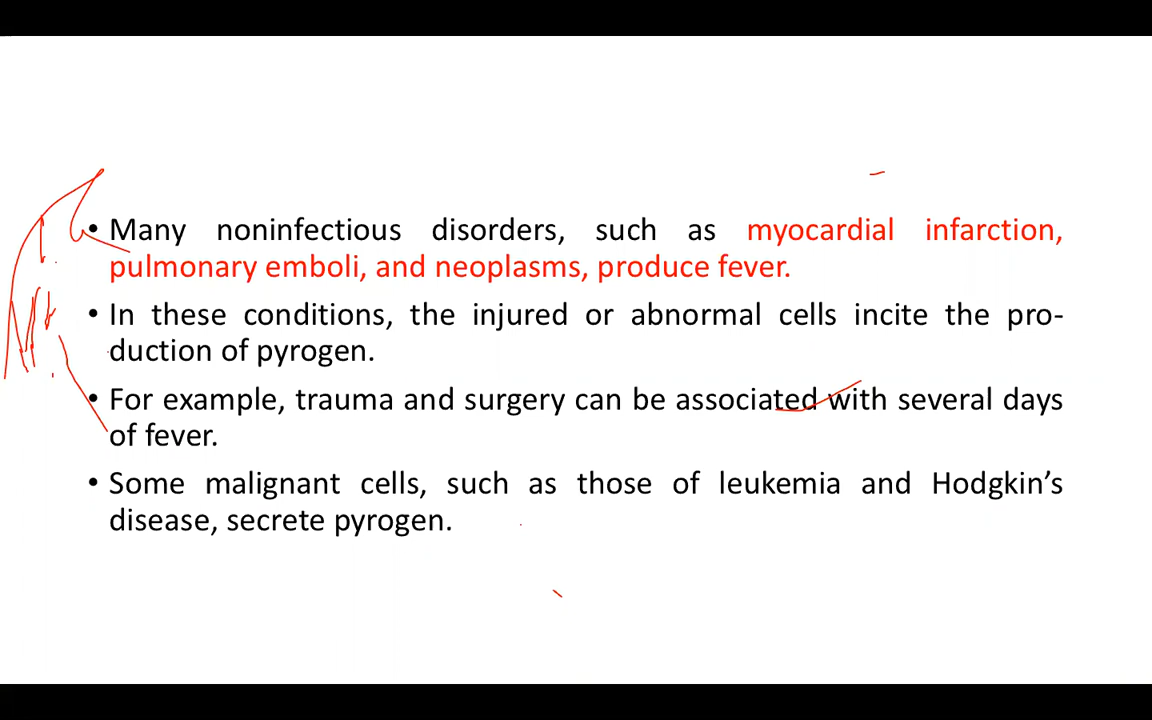 • Many noninfectious disorders, such as myocardial infarction,
pulmonary emboli, and neoplasms, produce fever.
• In these conditions, the injured or abnormal cells incite the pro-
duction of pyrogen.
• For example, trauma and surgery can be associated with several days
of fever.
• Some malignant cells, such as those of leukemia and Hodgkin’s
disease, secrete pyrogen.